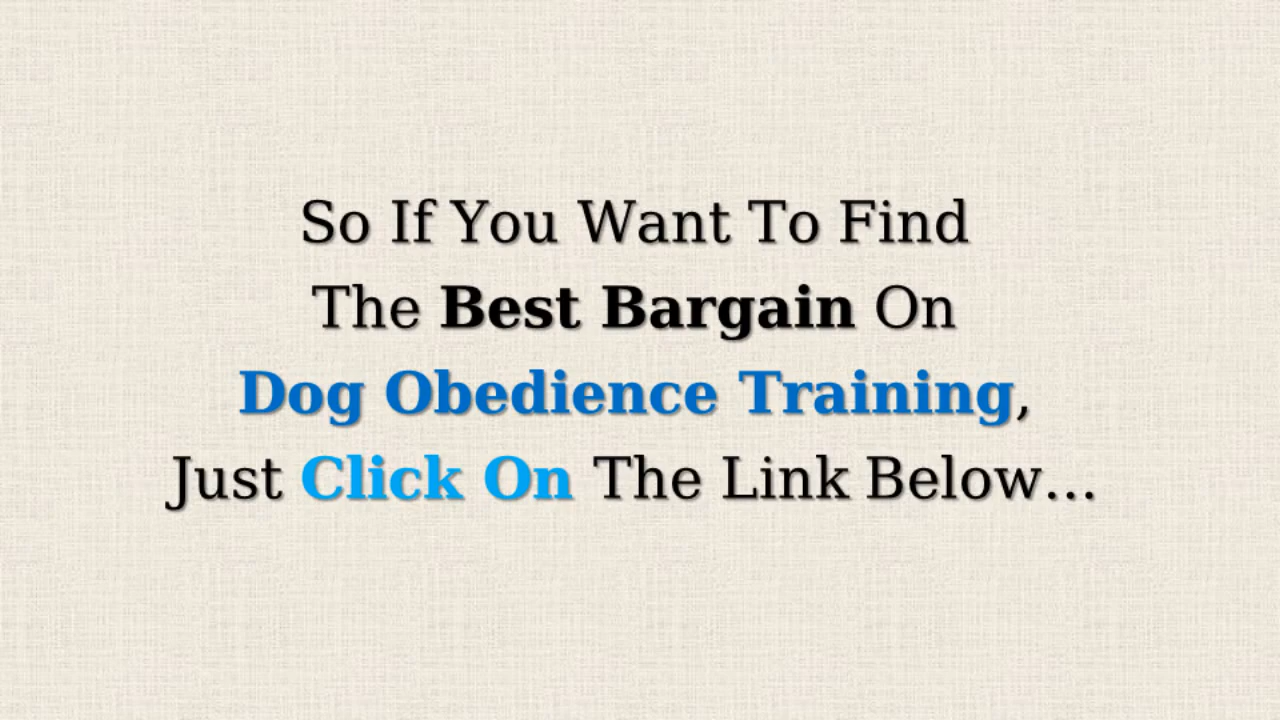 So If You Want To Find
The Best Bargain On
Dog Obedience Training,
Just Click On The Link Below...